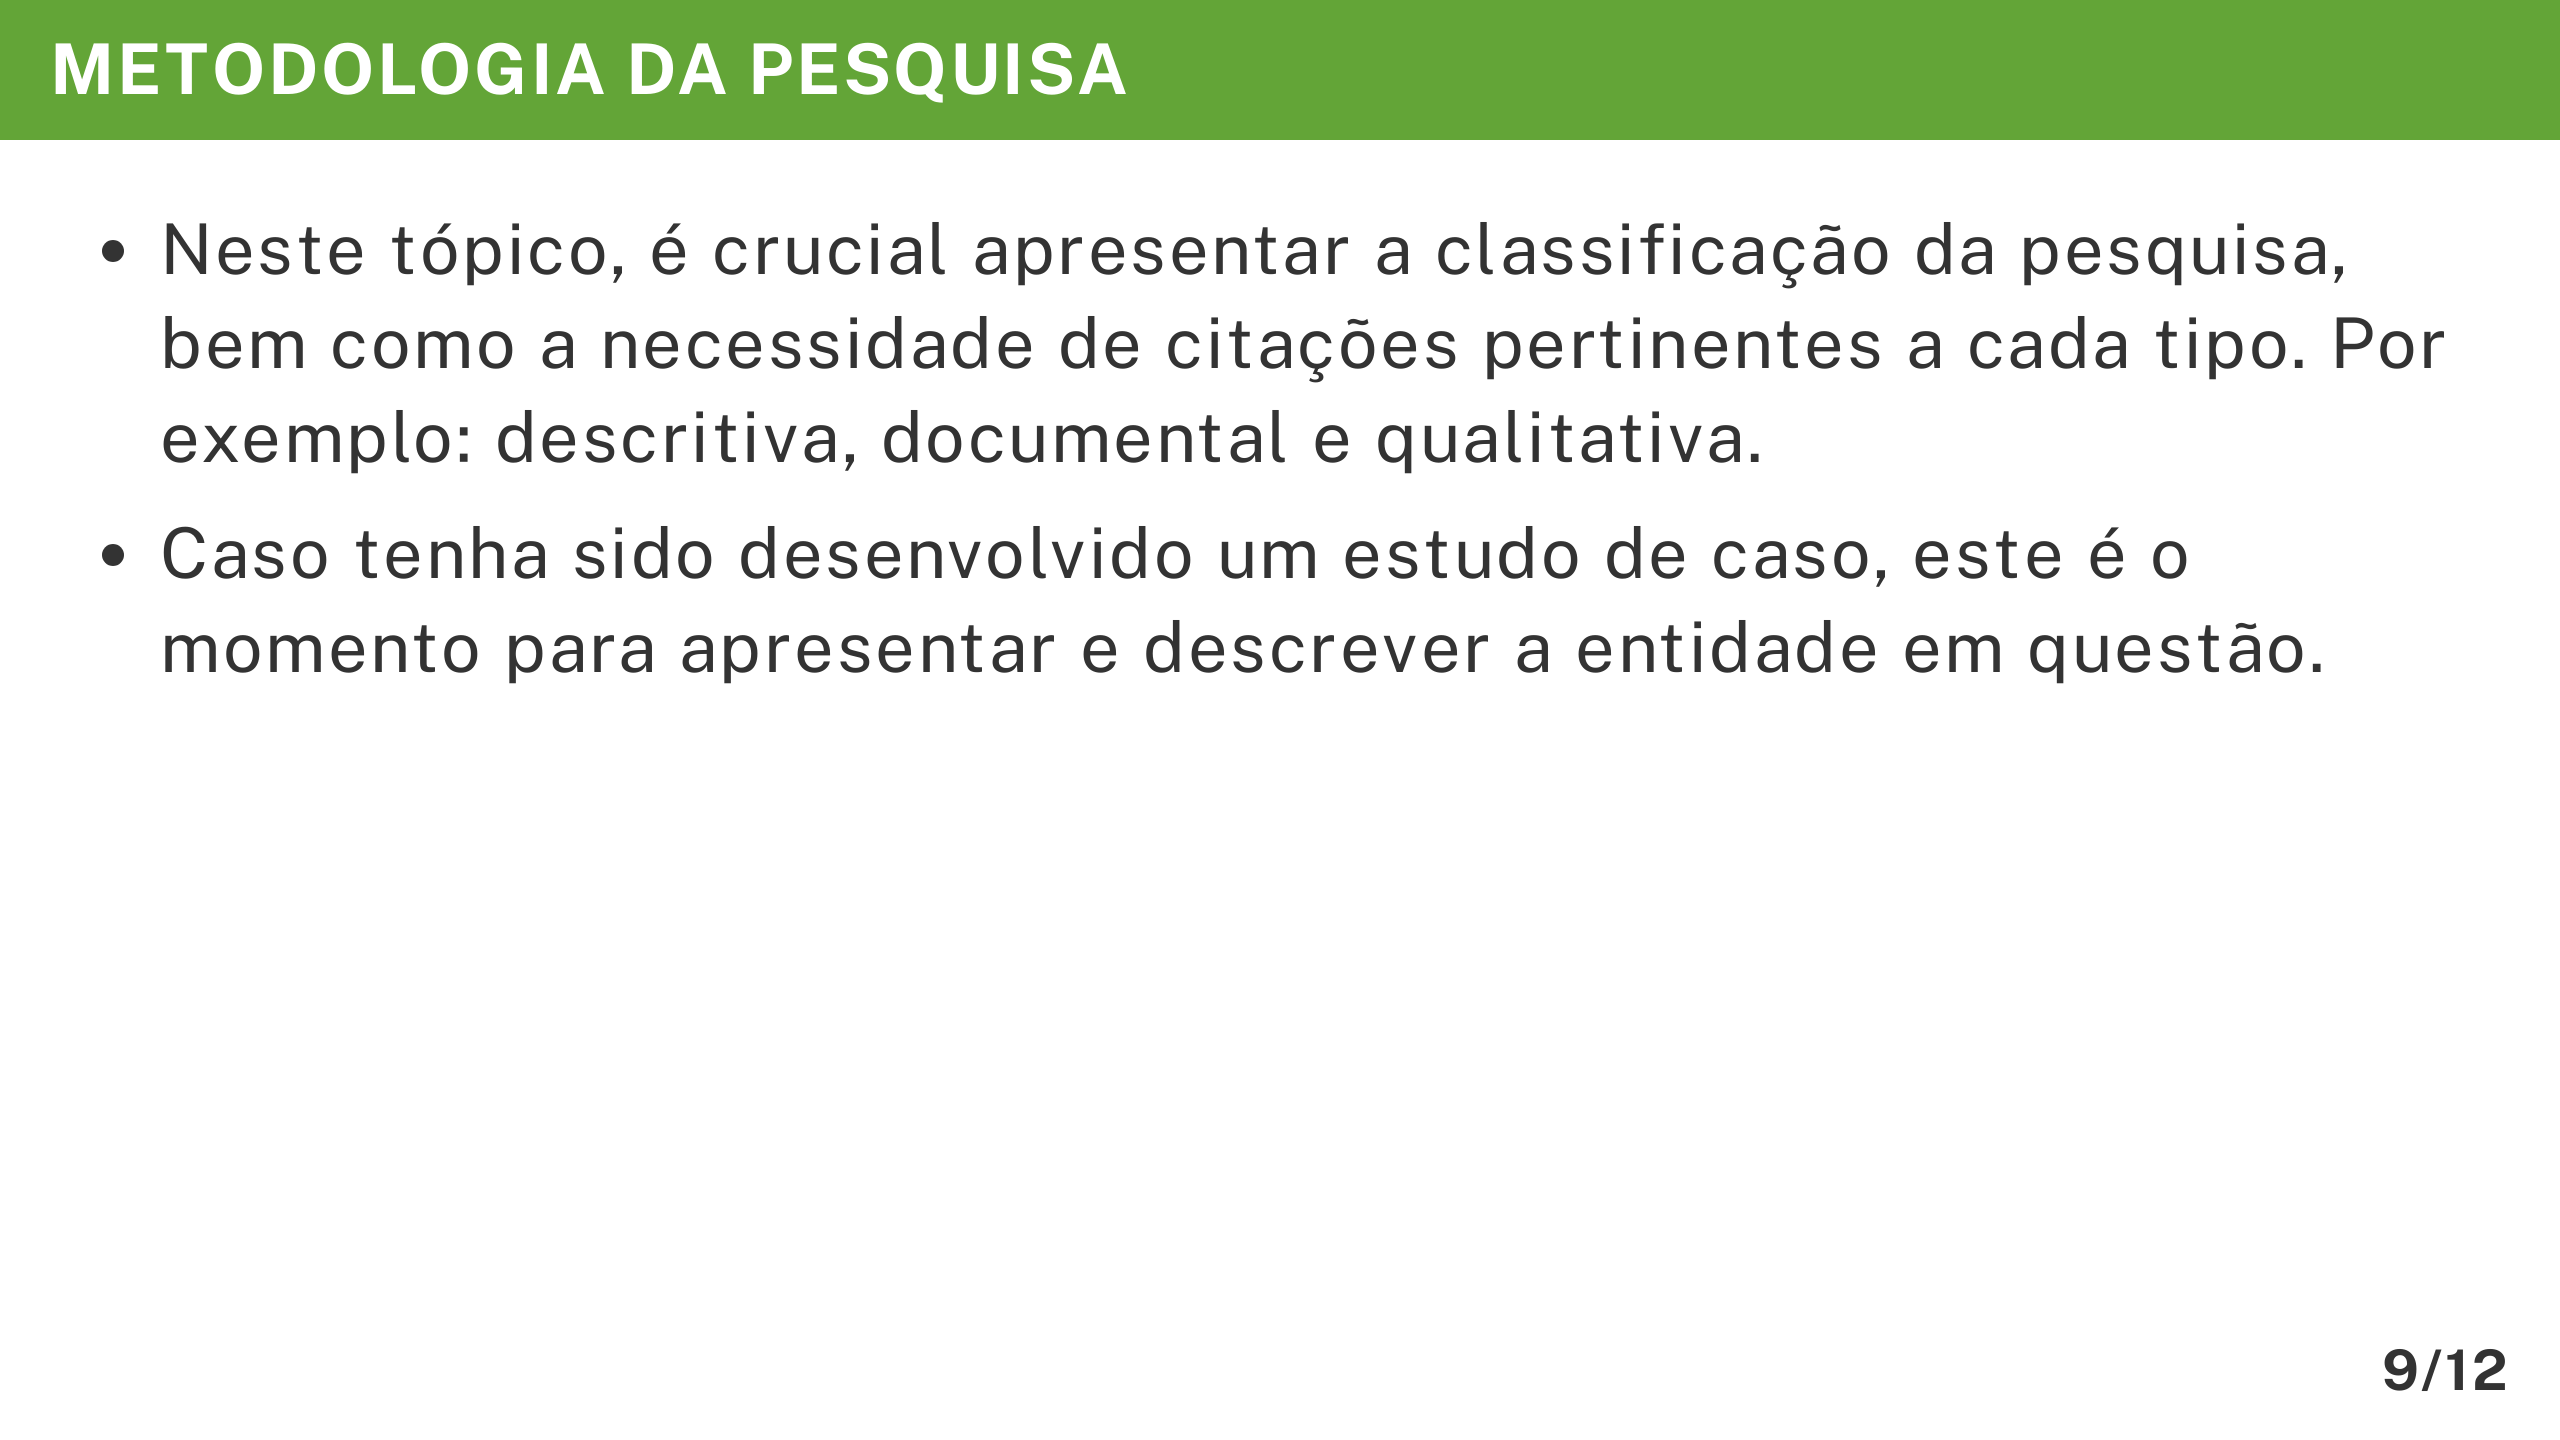 METODOLOGIA DA PESQUISA
• Neste tópico, é crucial apresentar a classificação da pesquisa,
bem como a necessidade de citações pertinentes a cada tipo. Por
exemplo: descritiva, documental e qualitativa.
• Caso tenha sido desenvolvido um estudo de caso, este é o
momento para apresentar e descrever a entidade em questão.
9/12